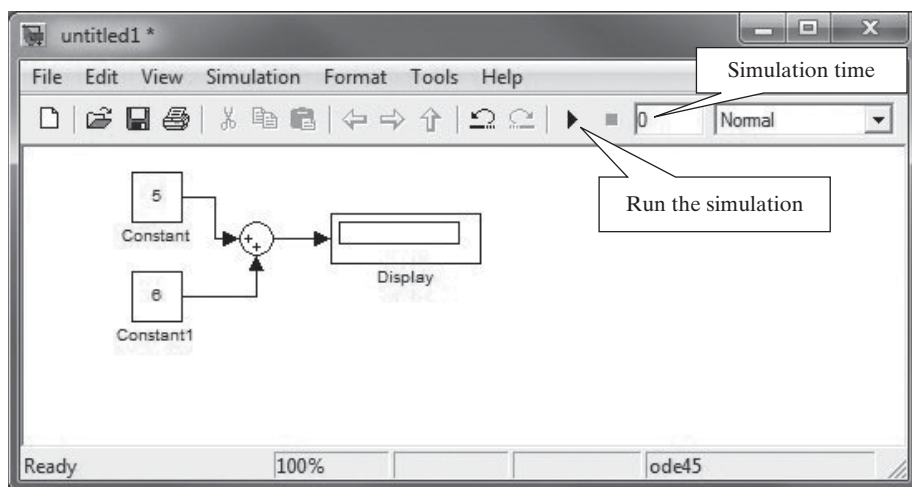 untitled1 *
File Edit View Simulation Format Tools Help
Simulation time
0 Normal
Run the simulation
5
Constant
+
+
Display
6
Constant1
Ready 100% ode45